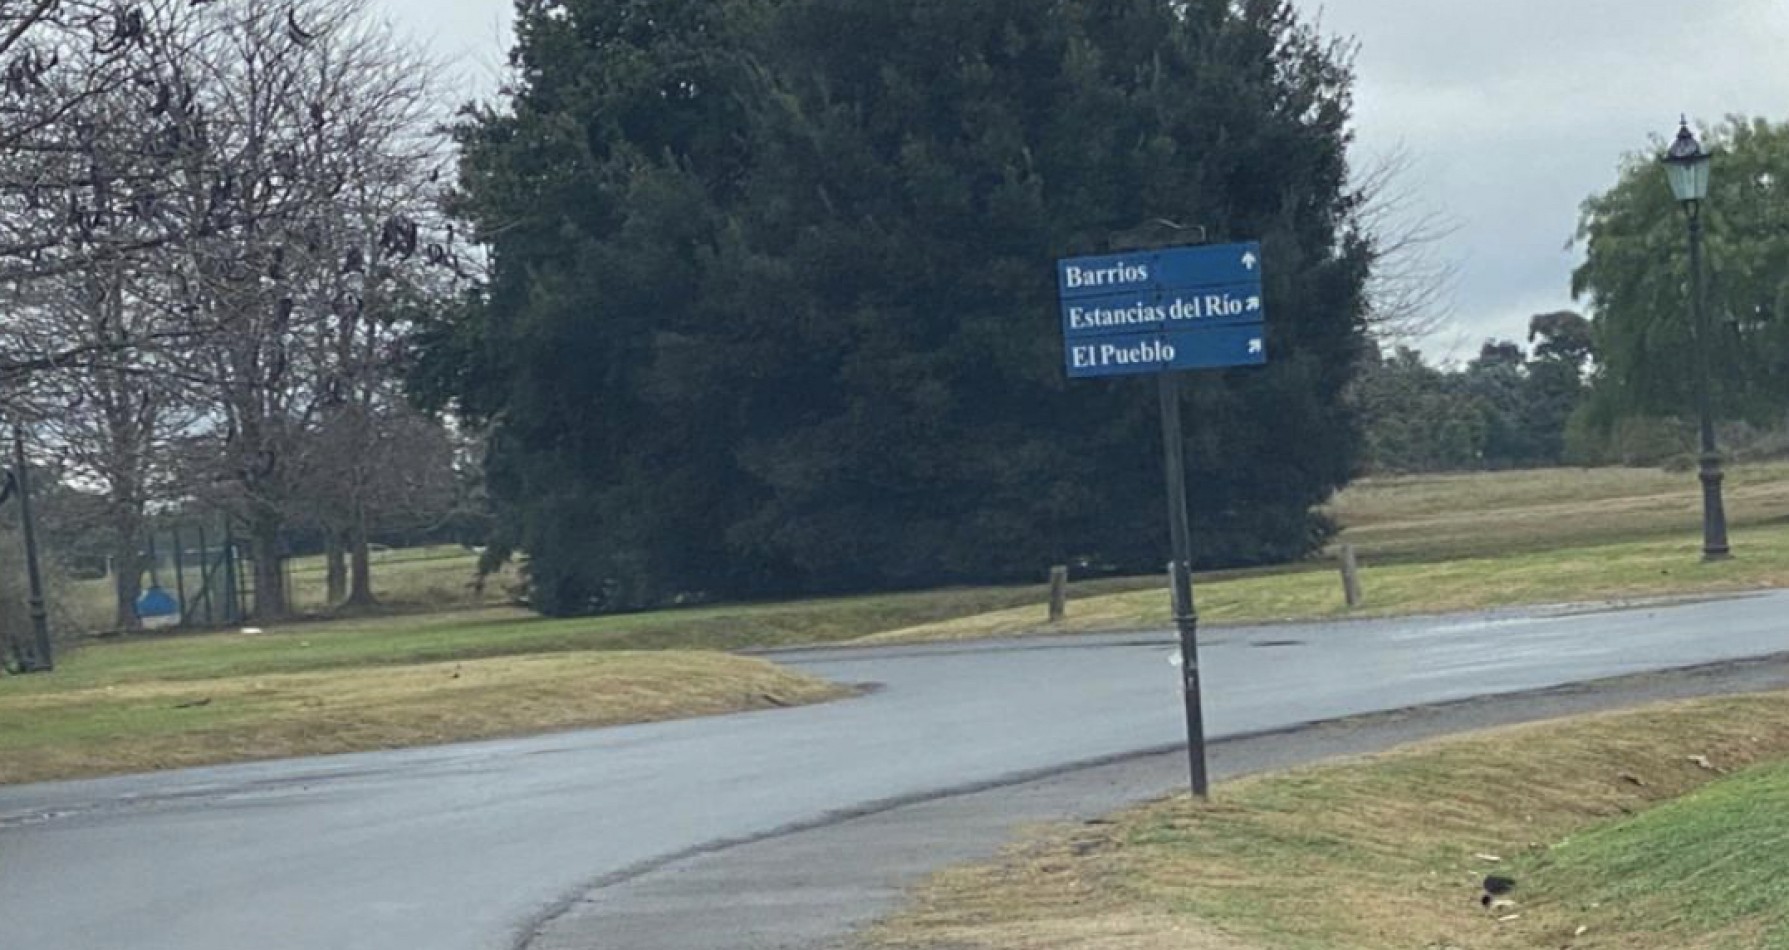 Barrios ↑
Estancias del Río ↗
El Pueblo ↗